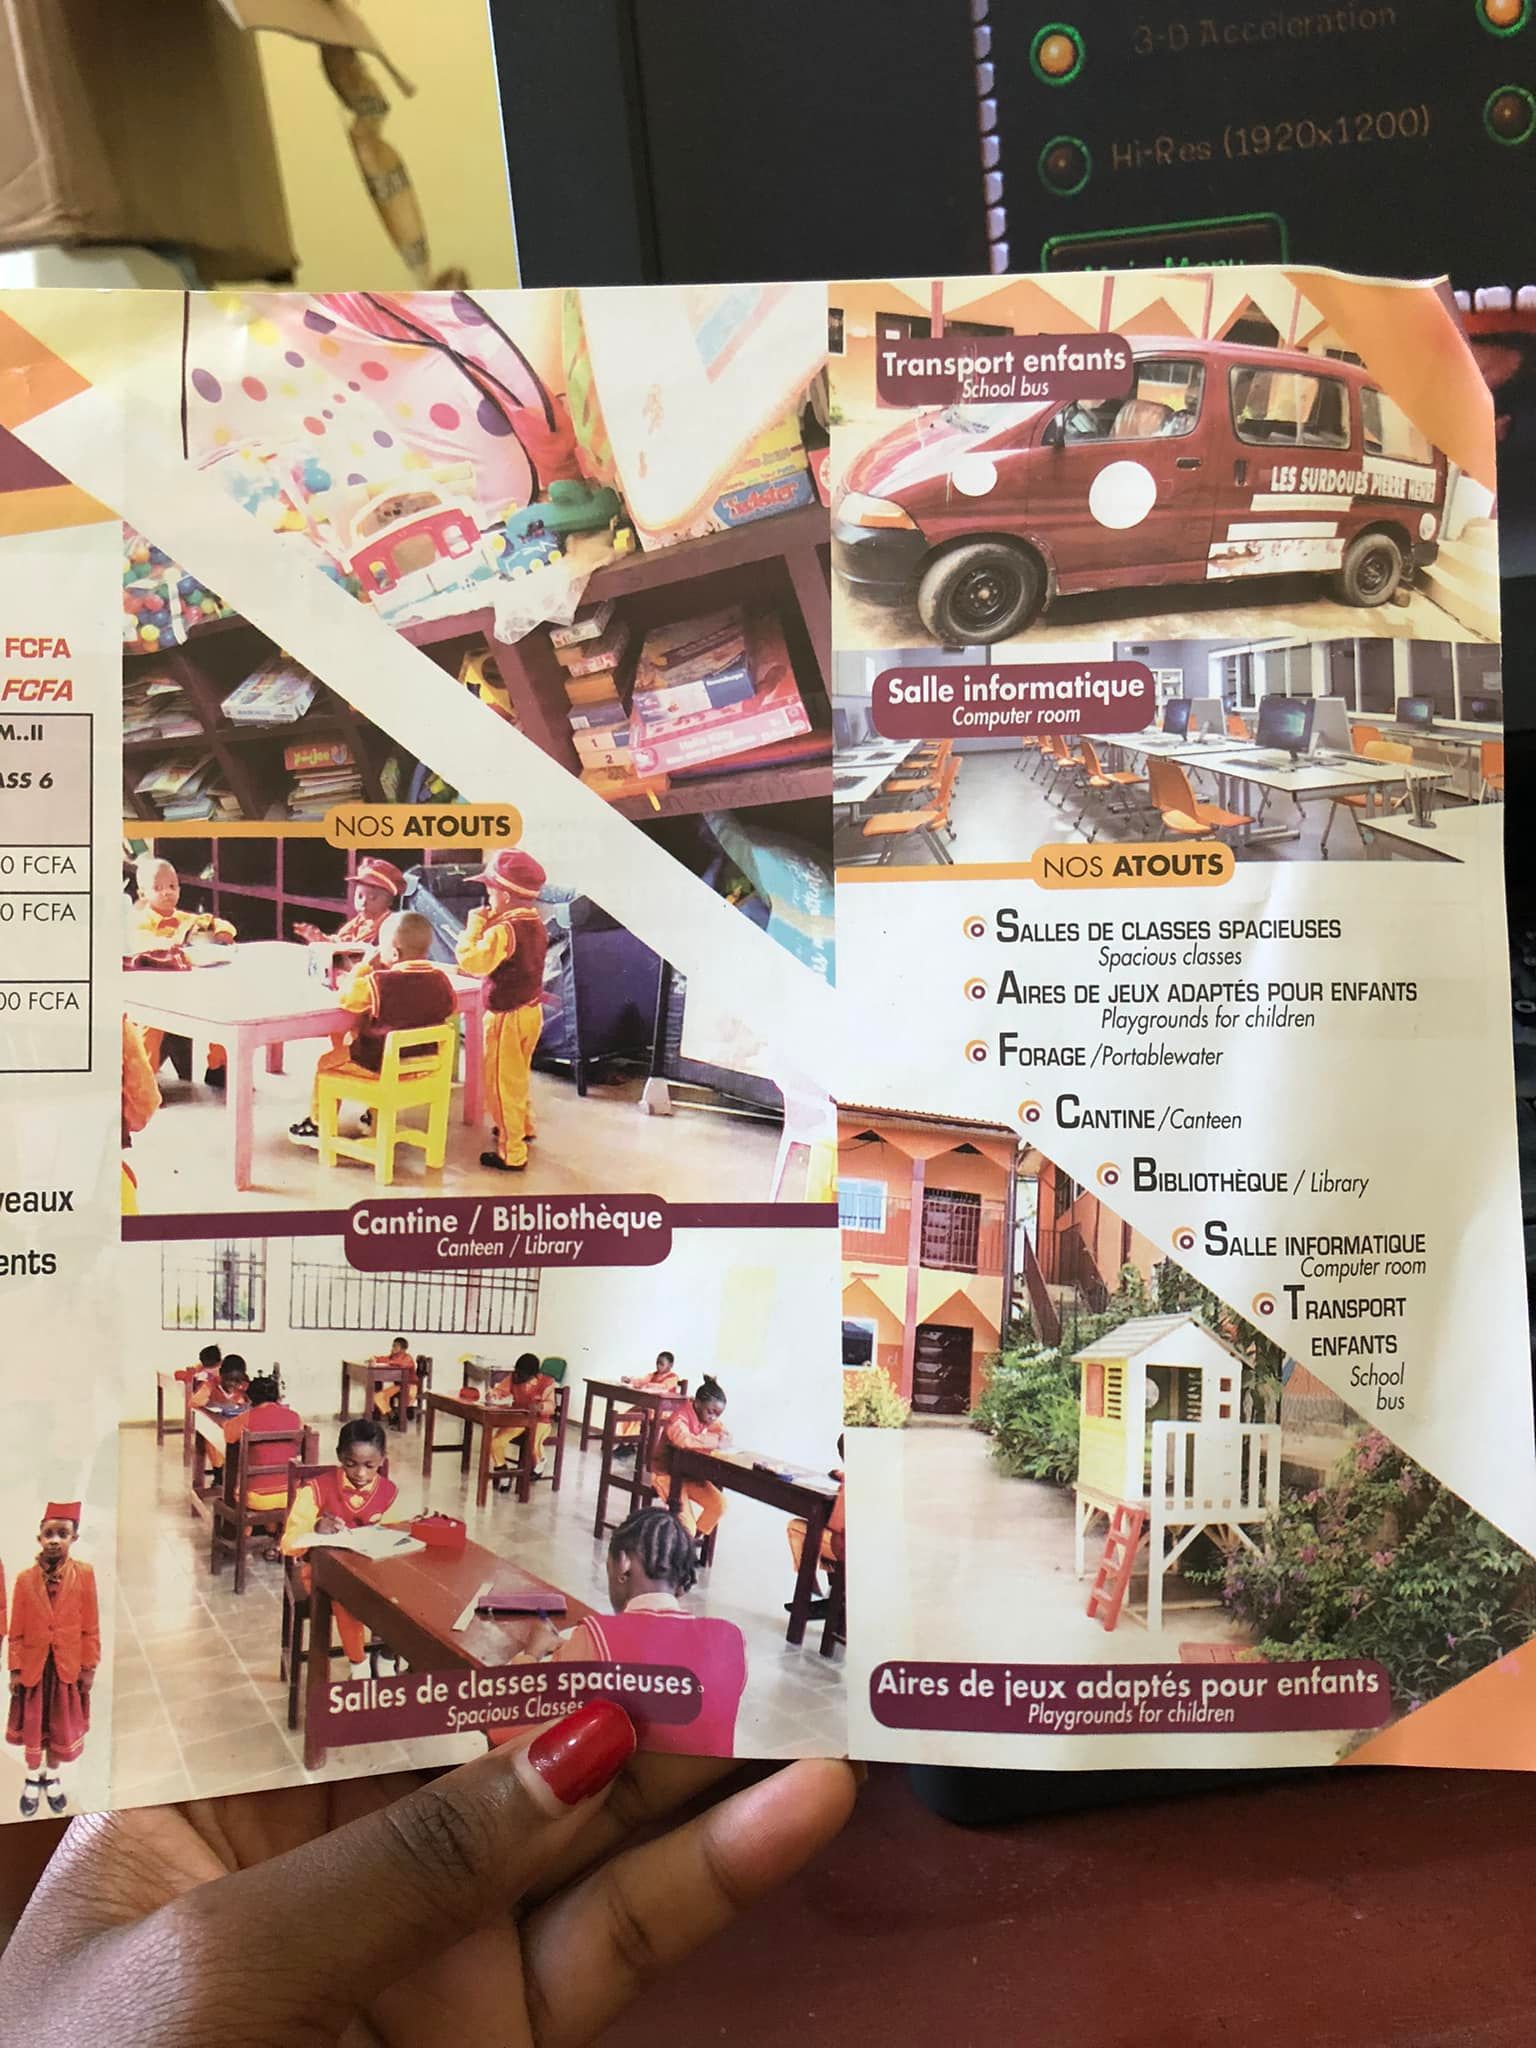 3-D Acceleration
Hi-Res (1920x1200)
FCFA
FCFA
M..II
ASS 6
0 FCFA
0 FCFA
00 FCFA
veaux
ents
Twister
Hello Kitty
NOS ATOUTS
Cantine / Bibliothèque
Canteen / Library
Salles de classes spacieuses
Spacious Classes
Transport enfants
School bus
LES SURDOUES PIERRE HENRI
Salle informatique
Computer room
NOS ATOUTS
SALLES DE CLASSES SPACIEUSES
Spacious classes
AIRES DE JEUX ADAPTÉS POUR ENFANTS
Playgrounds for children
FORAGE /Portablewater
CANTINE /Canteen
BIBLIOTHÈQUE / Library
SALLE INFORMATIQUE
Computer room
TRANSPORT
ENFANTS
School
bus
Aires de jeux adaptés pour enfants
Playgrounds for children